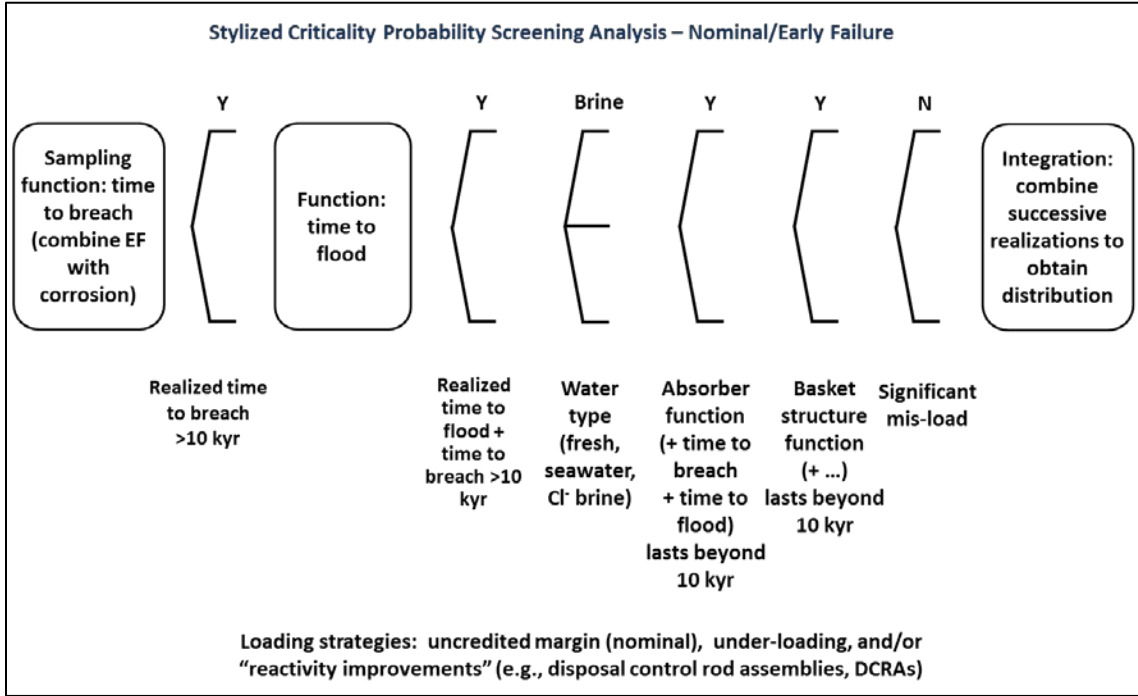 Stylized Criticality Probability Screening Analysis – Nominal/Early Failure
Y
Y
Brine
Y
Y
N
Sampling
function: time
to breach
(combine EF
with
corrosion)
Function:
time to
flood
Integration:
combine
successive
realizations to
obtain
distribution
Realized time
to breach
>10 kyr
Realized
time to
flood +
time to
breach >10
kyr
Water
type
(fresh,
seawater,
Cl⁻ brine)
Absorber
function
(+ time to
breach
+ time to
flood)
lasts beyond
10 kyr
Basket
structure
function
(+ ...)
lasts beyond
10 kyr
Significant
mis-load
Loading strategies:  uncredited margin (nominal),  under-loading, and/or
“reactivity improvements” (e.g., disposal control rod assemblies, DCRAs)